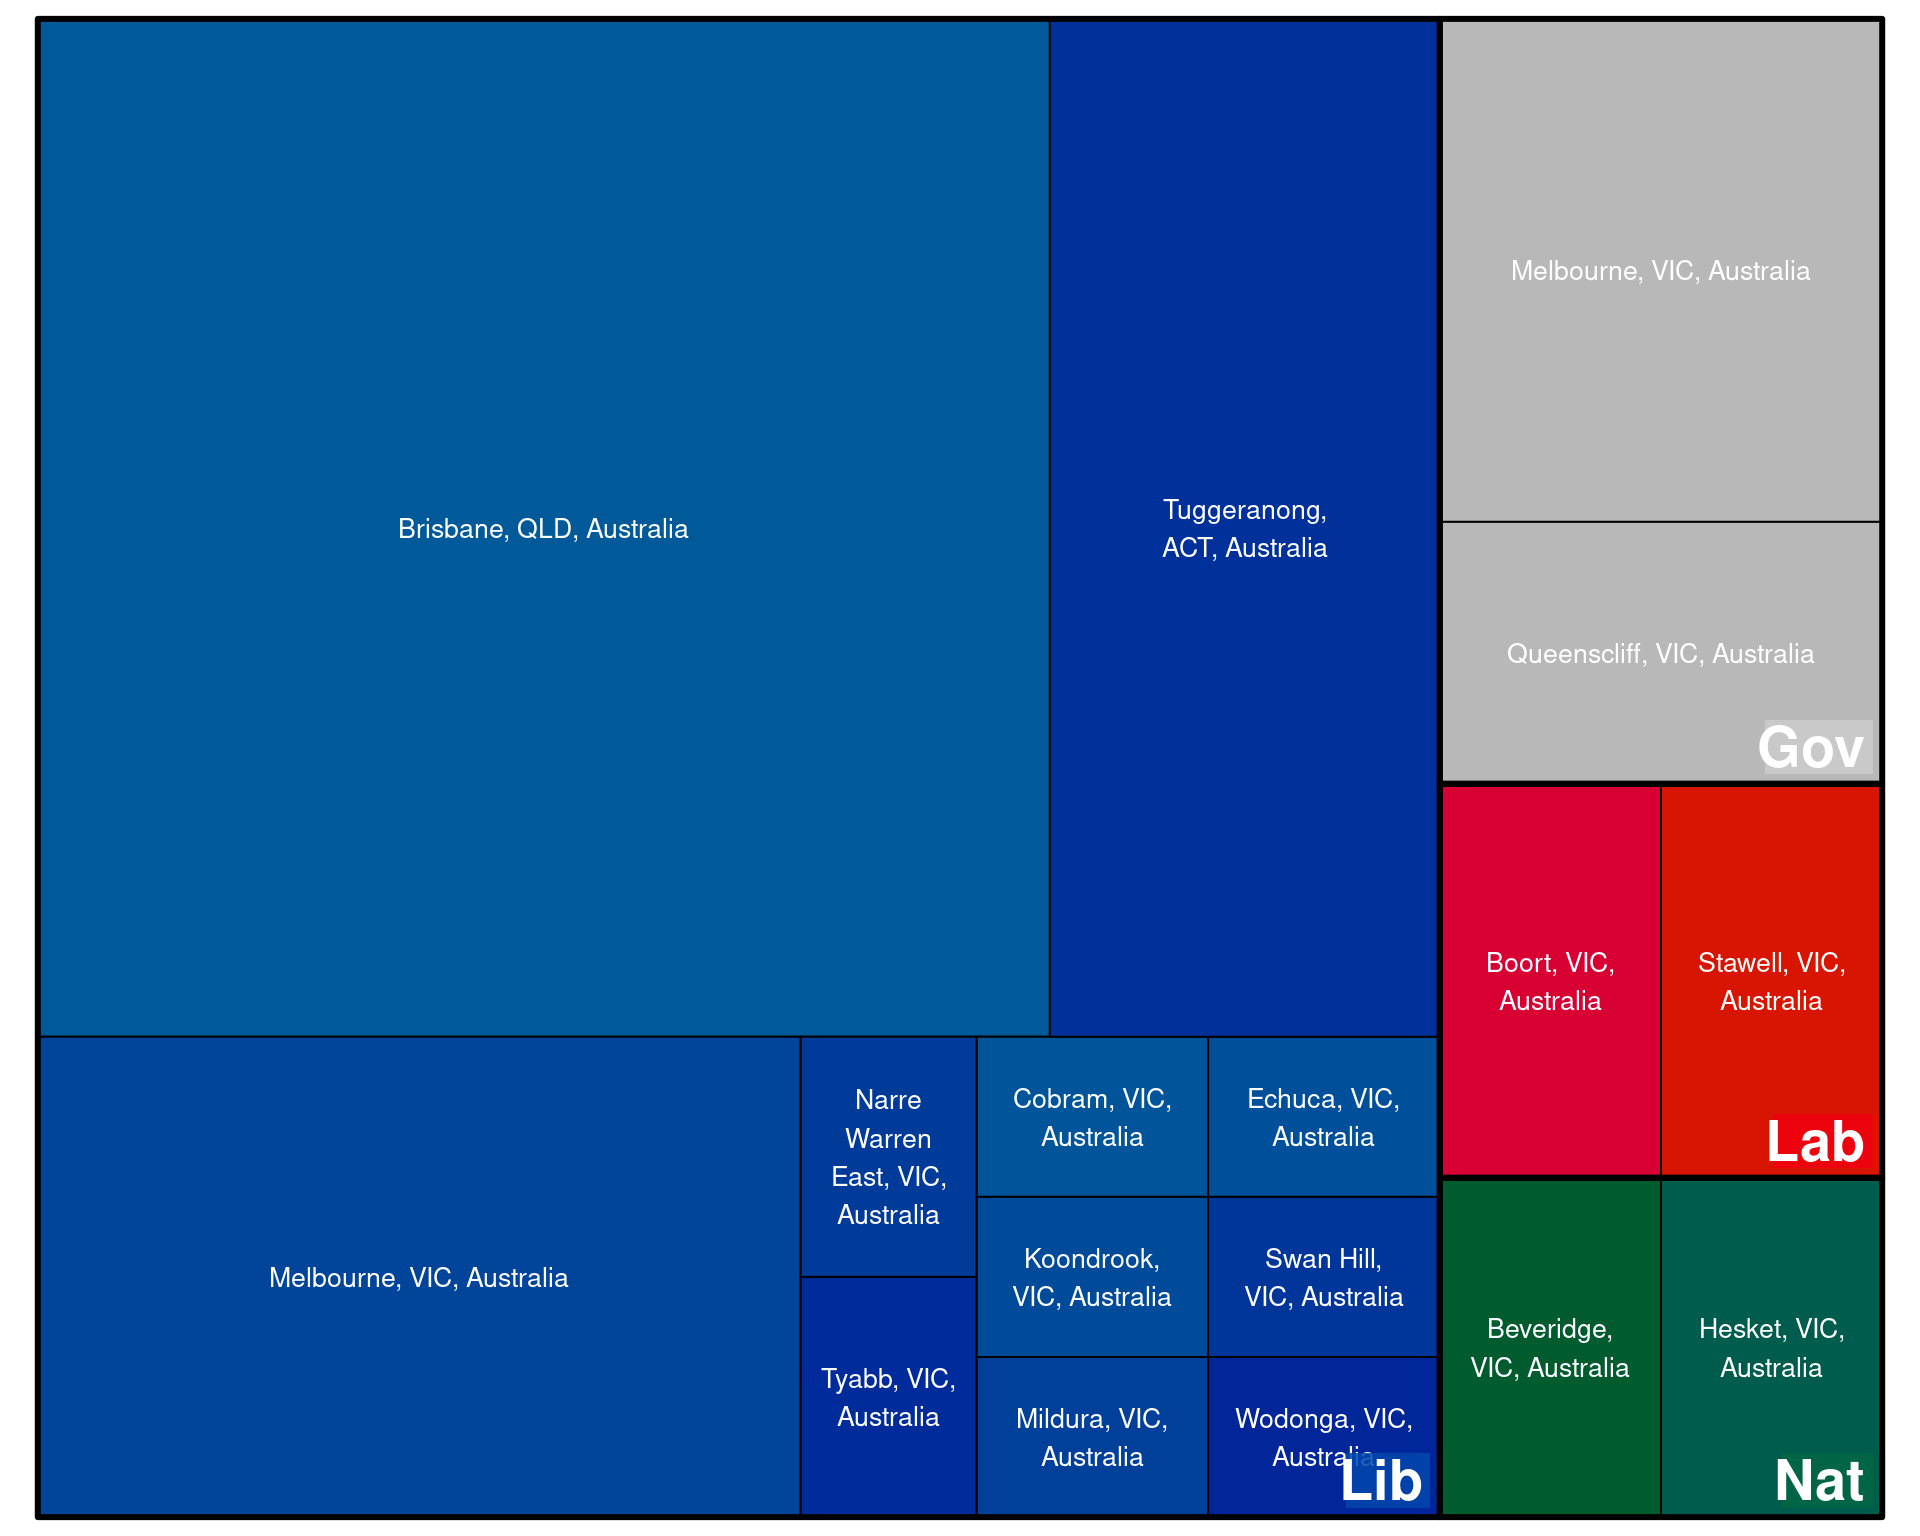 Brisbane, QLD, Australia
Tuggeranong,
ACT, Australia
Melbourne, VIC, Australia
Narre
Warren
East, VIC,
Australia
Tyabb, VIC,
Australia
Cobram, VIC,
Australia
Echuca, VIC,
Australia
Koondrook,
VIC, Australia
Swan Hill,
VIC, Australia
Mildura, VIC,
Australia
Wodonga, VIC,
Australia
Lib
Melbourne, VIC, Australia
Queenscliff, VIC, Australia
Gov
Boort, VIC,
Australia
Stawell, VIC,
Australia
Lab
Beveridge,
VIC, Australia
Hesket, VIC,
Australia
Nat